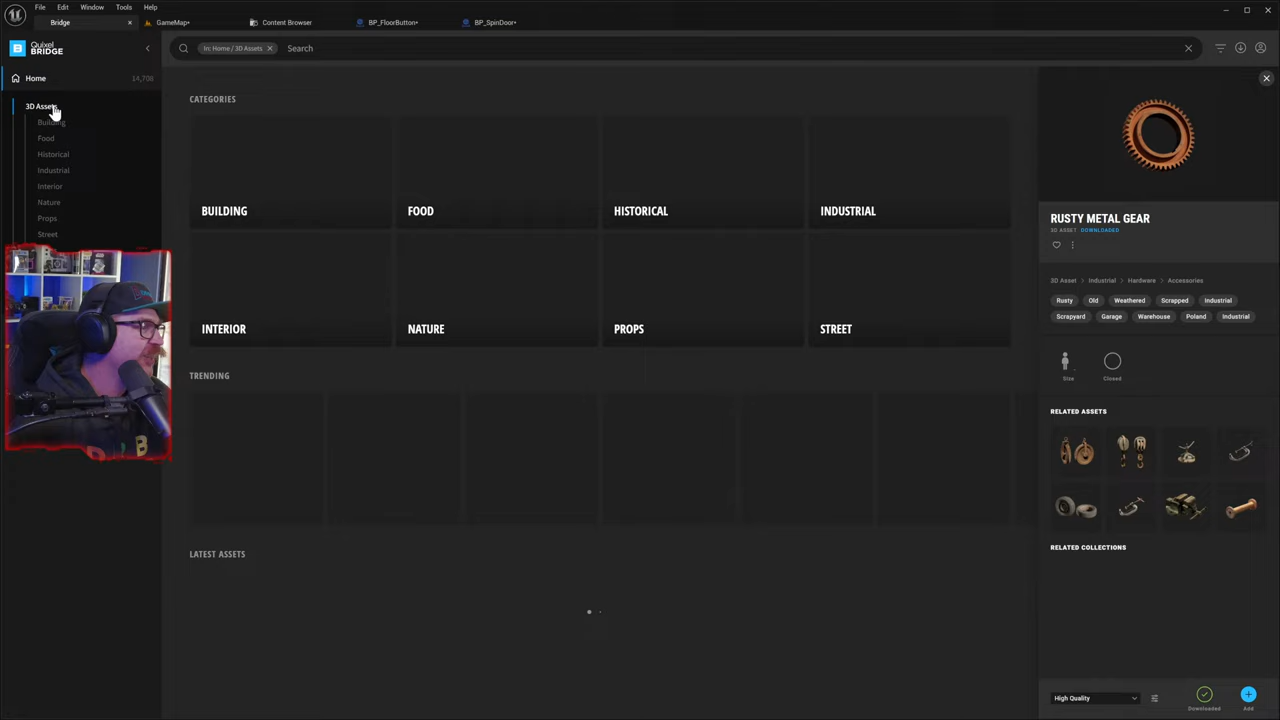 File Edit Window Tools Help
Bridge GameMap• Content Browser BP_FloorButton• BP_SpinDoor•
Quixel
BRIDGE
In: Home / 3D Assets Search
Home 14,708
3D Assets
Building
Food
Historical
Industrial
Interior
Nature
Props
Street
CATEGORIES
BUILDING FOOD HISTORICAL INDUSTRIAL
INTERIOR NATURE PROPS STREET
TRENDING
LATEST ASSETS
RUSTY METAL GEAR
3D ASSET DOWNLOADED
3D Asset > Industrial > Hardware > Accessories
Rusty Old Weathered Scrapped Industrial
Scrapyard Garage Warehouse Poland Industrial
Size Closed
RELATED ASSETS
RELATED COLLECTIONS
High Quality Downloaded Add